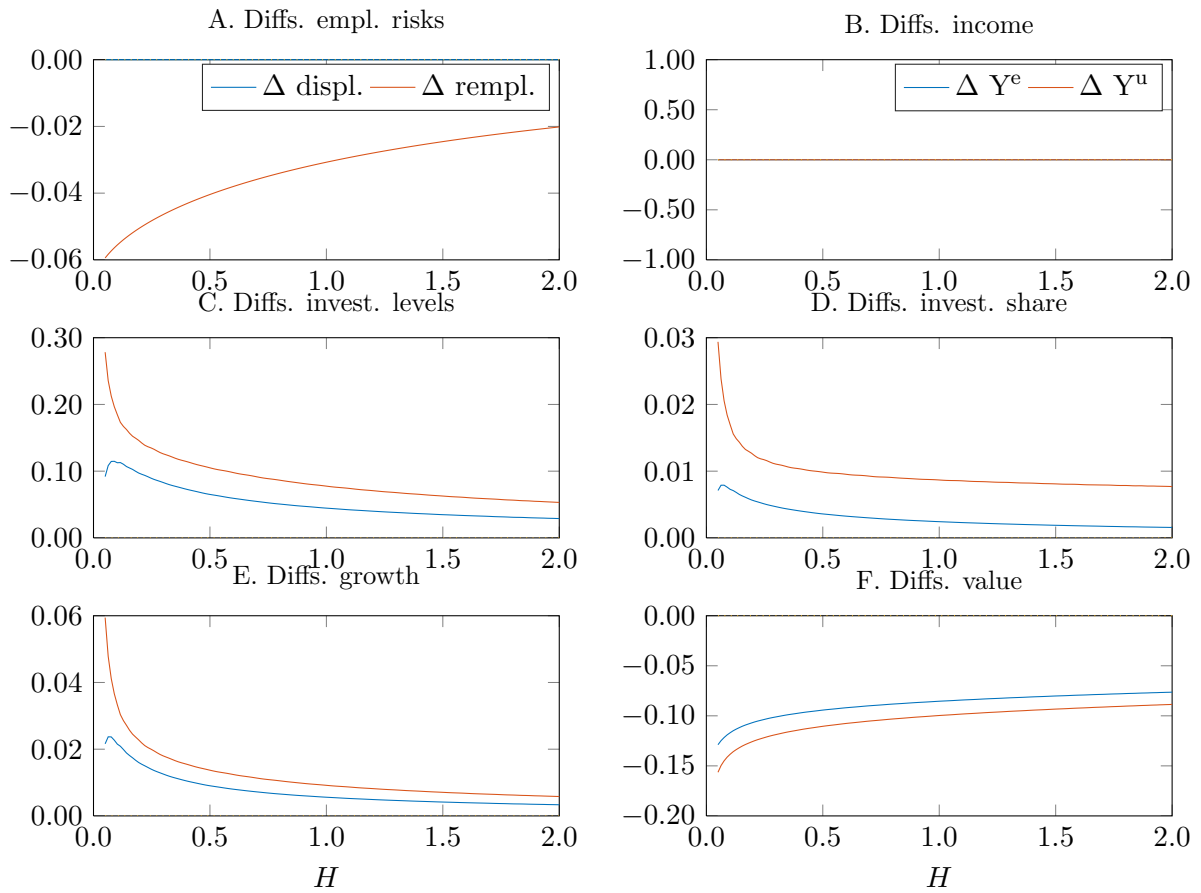 A. Diffs. empl. risks
0.00
−0.02
−0.04
−0.06
Δ displ. Δ rempl.
0.0 0.5 1.0 1.5 2.0
B. Diffs. income
1.00
0.50
0.00
−0.50
−1.00
Δ Yᵉ Δ Yᵘ
0.0 0.5 1.0 1.5 2.0
C. Diffs. invest. levels
0.30
0.20
0.10
0.00
0.0 0.5 1.0 1.5 2.0
D. Diffs. invest. share
0.03
0.02
0.01
0.00
0.0 0.5 1.0 1.5 2.0
E. Diffs. growth
0.06
0.04
0.02
0.00
0.0 0.5 1.0 1.5 2.0
H
F. Diffs. value
0.00
−0.05
−0.10
−0.15
−0.20
0.0 0.5 1.0 1.5 2.0
H